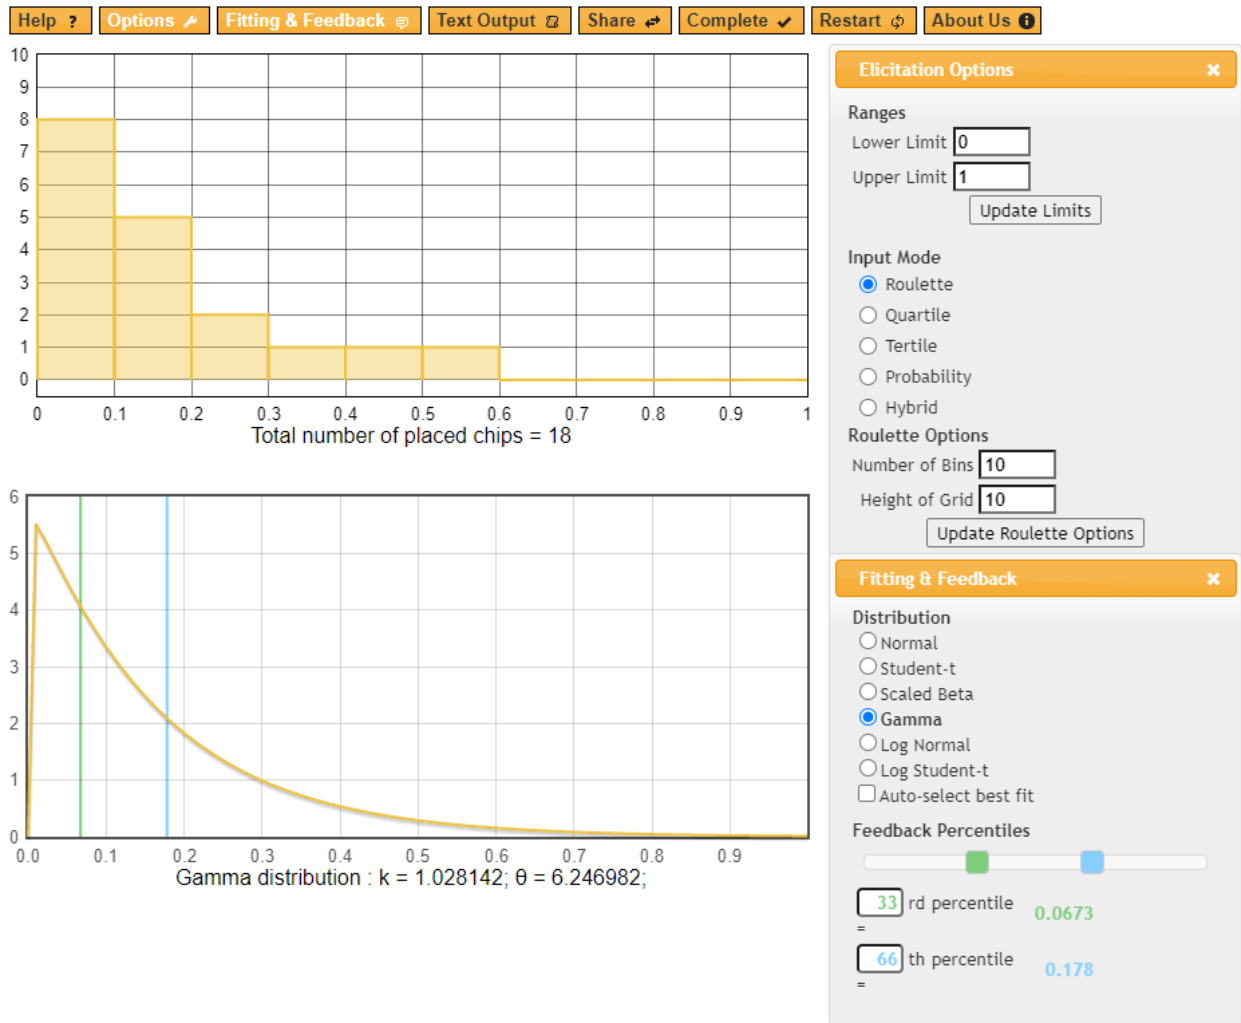 Help ? Options Fitting & Feedback Text Output Share Complete Restart About Us
10
9
8
7
6
5
4
3
2
1
0
0 0.1 0.2 0.3 0.4 0.5 0.6 0.7 0.8 0.9 1
Total number of placed chips = 18
6
5
4
3
2
1
0
0.0 0.1 0.2 0.3 0.4 0.5 0.6 0.7 0.8 0.9
Gamma distribution : k = 1.028142; θ = 6.246982;
Elicitation Options
Ranges
Lower Limit 0
Upper Limit 1
Update Limits
Input Mode
Roulette
Quartile
Tertile
Probability
Hybrid
Roulette Options
Number of Bins 10
Height of Grid 10
Update Roulette Options
Fitting & Feedback
Distribution
Normal
Student-t
Scaled Beta
Gamma
Log Normal
Log Student-t
Auto-select best fit
Feedback Percentiles
33 rd percentile 0.0673
=
66 th percentile 0.178
=